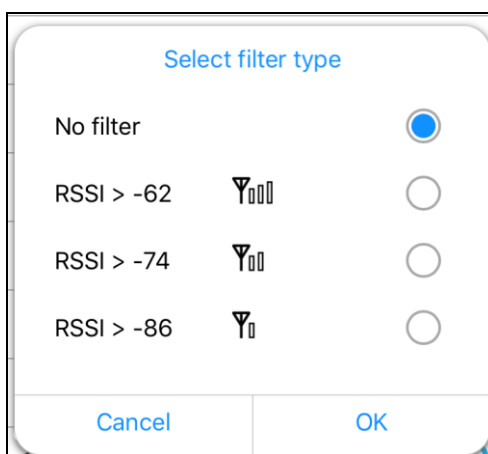 Select filter type
No filter
RSSI > -62
RSSI > -74
RSSI > -86
Cancel OK